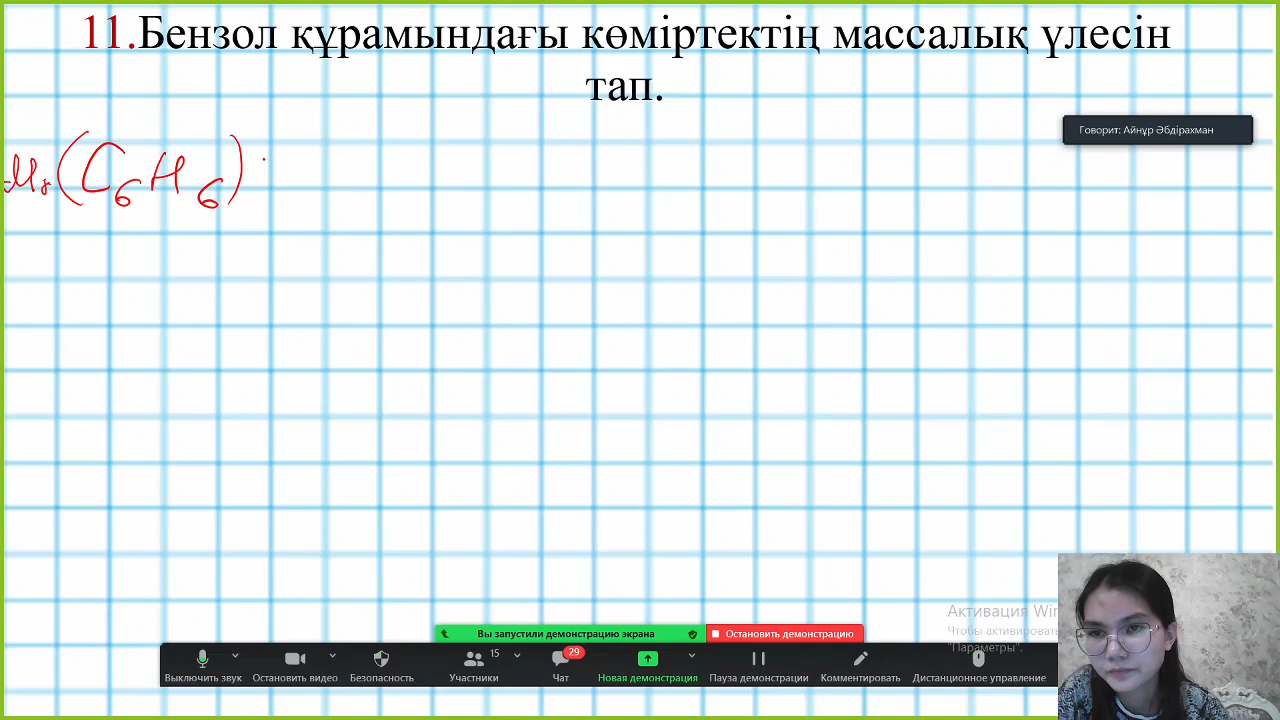 11.Бензол құрамындағы көміртектің массалық үлесін
тап.
Говорит: Айнұр Әбдірахман
Mr(C6H6)
Активация Win
Чтобы активировать
"Параметры".
Вы запустили демонстрацию экрана
Остановить демонстрацию
15
29
Выключить звук
Остановить видео
Безопасность
Участники
Чат
Новая демонстрация
Пауза демонстрации
Комментировать
Дистанционное управление